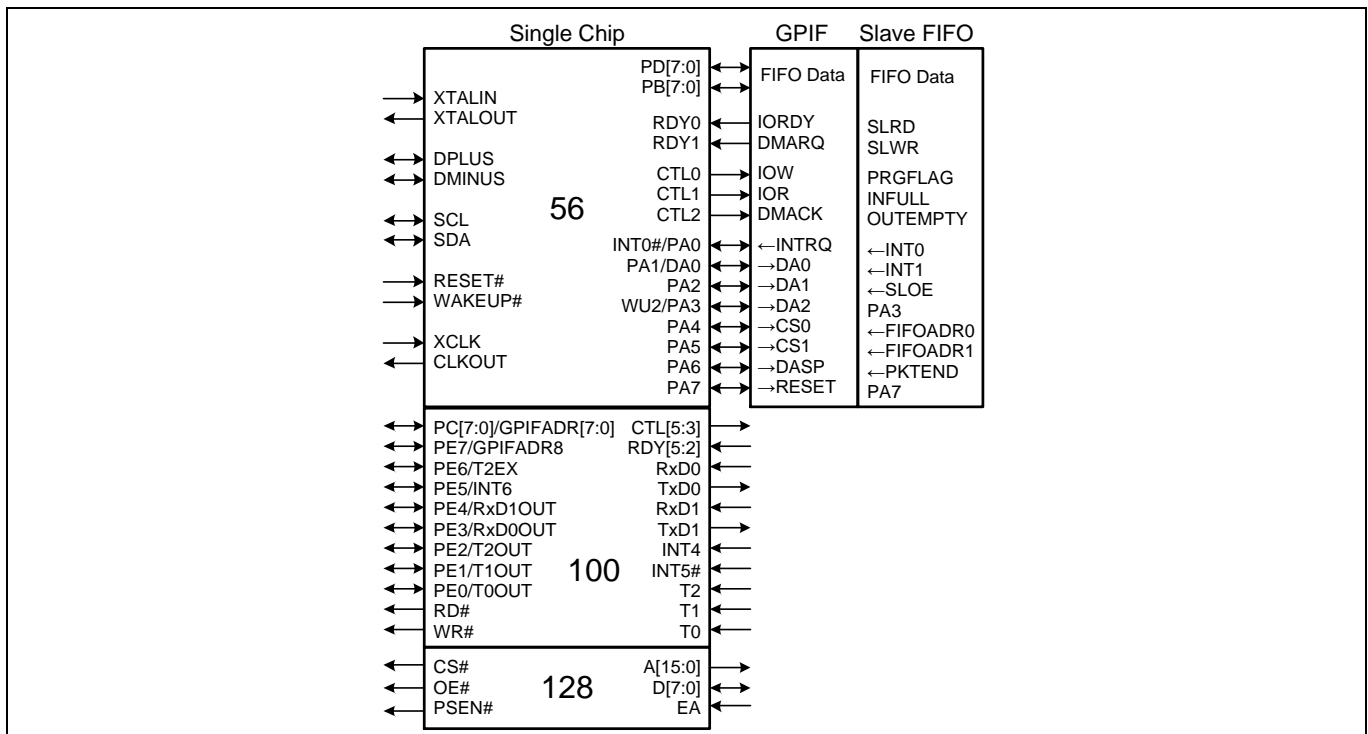 Single Chip GPIF Slave FIFO
PD[7:0] FIFO Data FIFO Data
PB[7:0]
XTALIN
XTALOUT RDY0 IORDY SLRD
RDY1 DMARQ SLWR
DPLUS
DMINUS CTL0 IOW PRGFLAG
CTL1 IOR INFULL
56 CTL2 DMACK OUTEMPTY
SCL
SDA INT0#/PA0 ←INTRQ ←INT0
PA1/DA0 →DA0 ←INT1
RESET# PA2 →DA1 ←SLOE
WAKEUP# WU2/PA3 →DA2 PA3
PA4 →CS0 ←FIFOADR0
XCLK PA5 →CS1 ←FIFOADR1
CLKOUT PA6 →DASP ←PKTEND
PA7 →RESET PA7
PC[7:0]/GPIFADR[7:0] CTL[5:3]
PE7/GPIFADR8 RDY[5:2]
PE6/T2EX RxD0
PE5/INT6 TxD0
PE4/RxD1OUT RxD1
PE3/RxD0OUT TxD1
PE2/T2OUT INT4
PE1/T1OUT 100 INT5#
PE0/T0OUT T2
RD# T1
WR# T0
CS# A[15:0]
OE# 128 D[7:0]
PSEN# EA